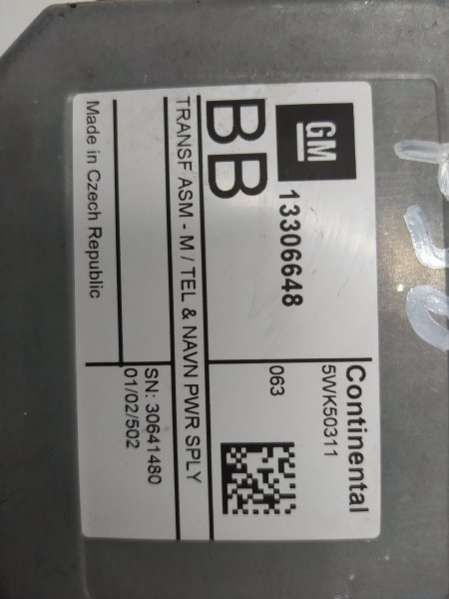 GM
13306648
BB
TRANSF ASM - M / TEL & NAVN PWR SPLY
Made in Czech Republic
Continental
5WK50311
063
SN: 30641480
01/02/502